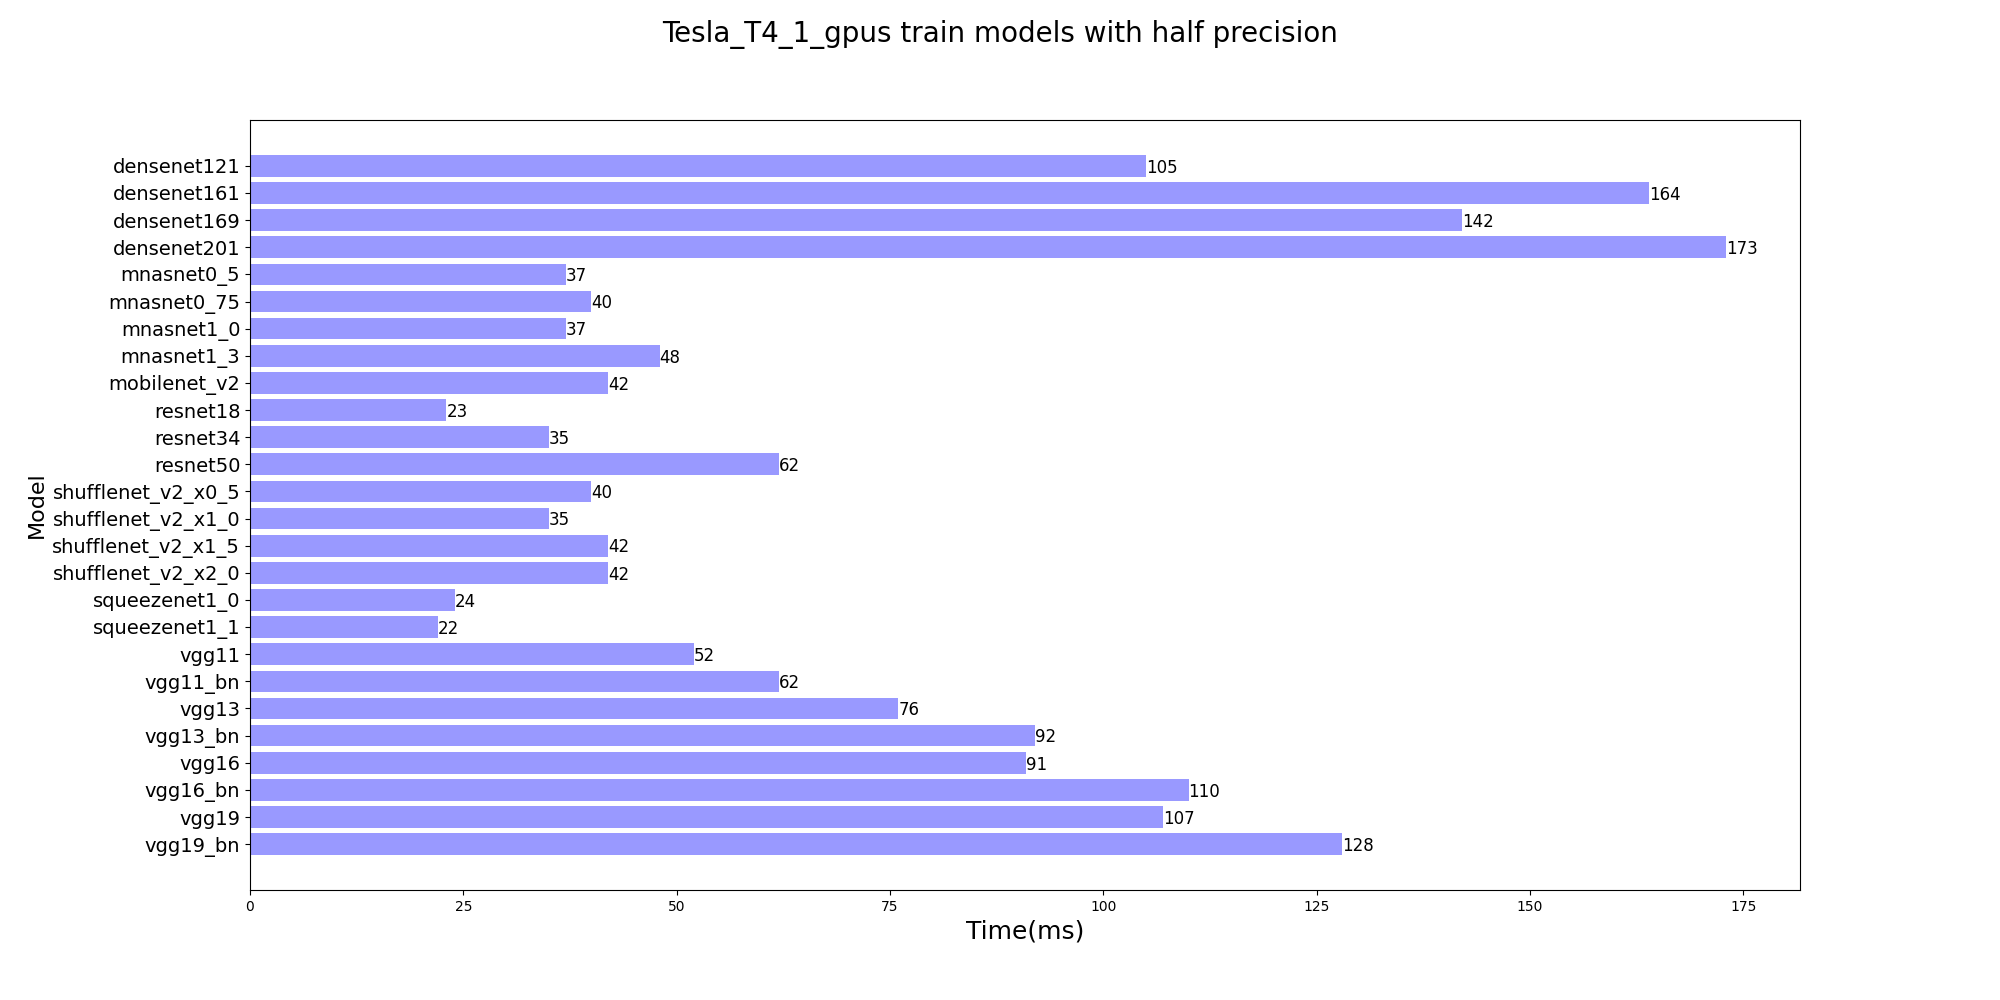 Tesla_T4_1_gpus train models with half precision
densenet121 105
densenet161 164
densenet169 142
densenet201 173
mnasnet0_5 37
mnasnet0_75 40
mnasnet1_0 37
mnasnet1_3 48
mobilenet_v2 42
resnet18 23
resnet34 35
resnet50 62
shufflenet_v2_x0_5 40
shufflenet_v2_x1_0 35
shufflenet_v2_x1_5 42
shufflenet_v2_x2_0 42
squeezenet1_0 24
squeezenet1_1 22
vgg11 52
vgg11_bn 62
vgg13 76
vgg13_bn 92
vgg16 91
vgg16_bn 110
vgg19 107
vgg19_bn 128
Model
0 25 50 75 100 125 150 175
Time(ms)